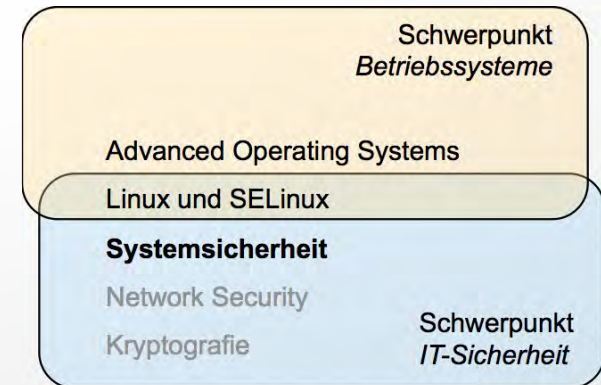 Schwerpunkt
Betriebssysteme
Advanced Operating Systems
Linux und SELinux
Systemsicherheit
Network Security
Kryptografie
Schwerpunkt
IT-Sicherheit